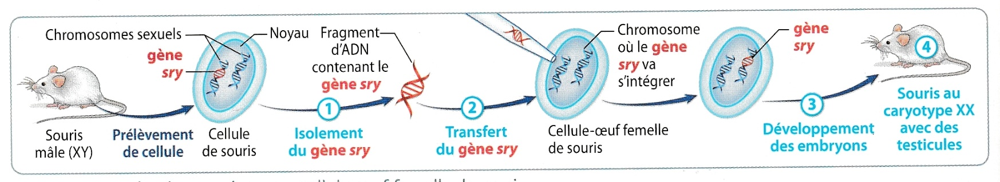 Chromosomes sexuels
gène
sry
Noyau
Fragment
d'ADN
contenant le
gène sry
Chromosome
où le gène
sry va
s'intégrer
gène
sry
4
1
2
3
Souris
mâle (XY)
Prélèvement
de cellule
Cellule
de souris
Isolement
du gène sry
Transfert
du gène sry
Cellule-œuf femelle
de souris
Développement
des embryons
Souris au
caryotype XX
avec des
testicules